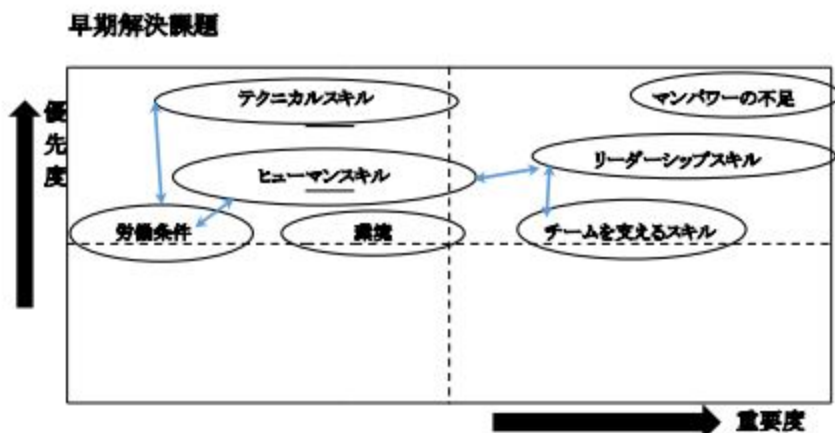 早期解決課題
優先度
テクニカルスキル
マンパワーの不足
ヒューマンスキル
リーダーシップスキル
労働条件
環境
チームを支えるスキル
重要度